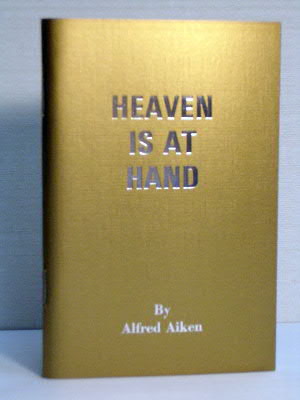 HEAVEN
IS AT
HAND
By
Alfred Aiken